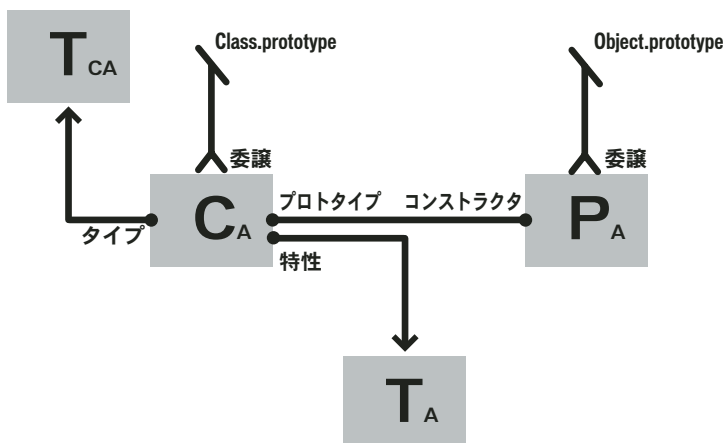 T CA
Class.prototype
Object.prototype
委譲
委譲
C A
プロトタイプ
コンストラクタ
P A
タイプ
特性
T A